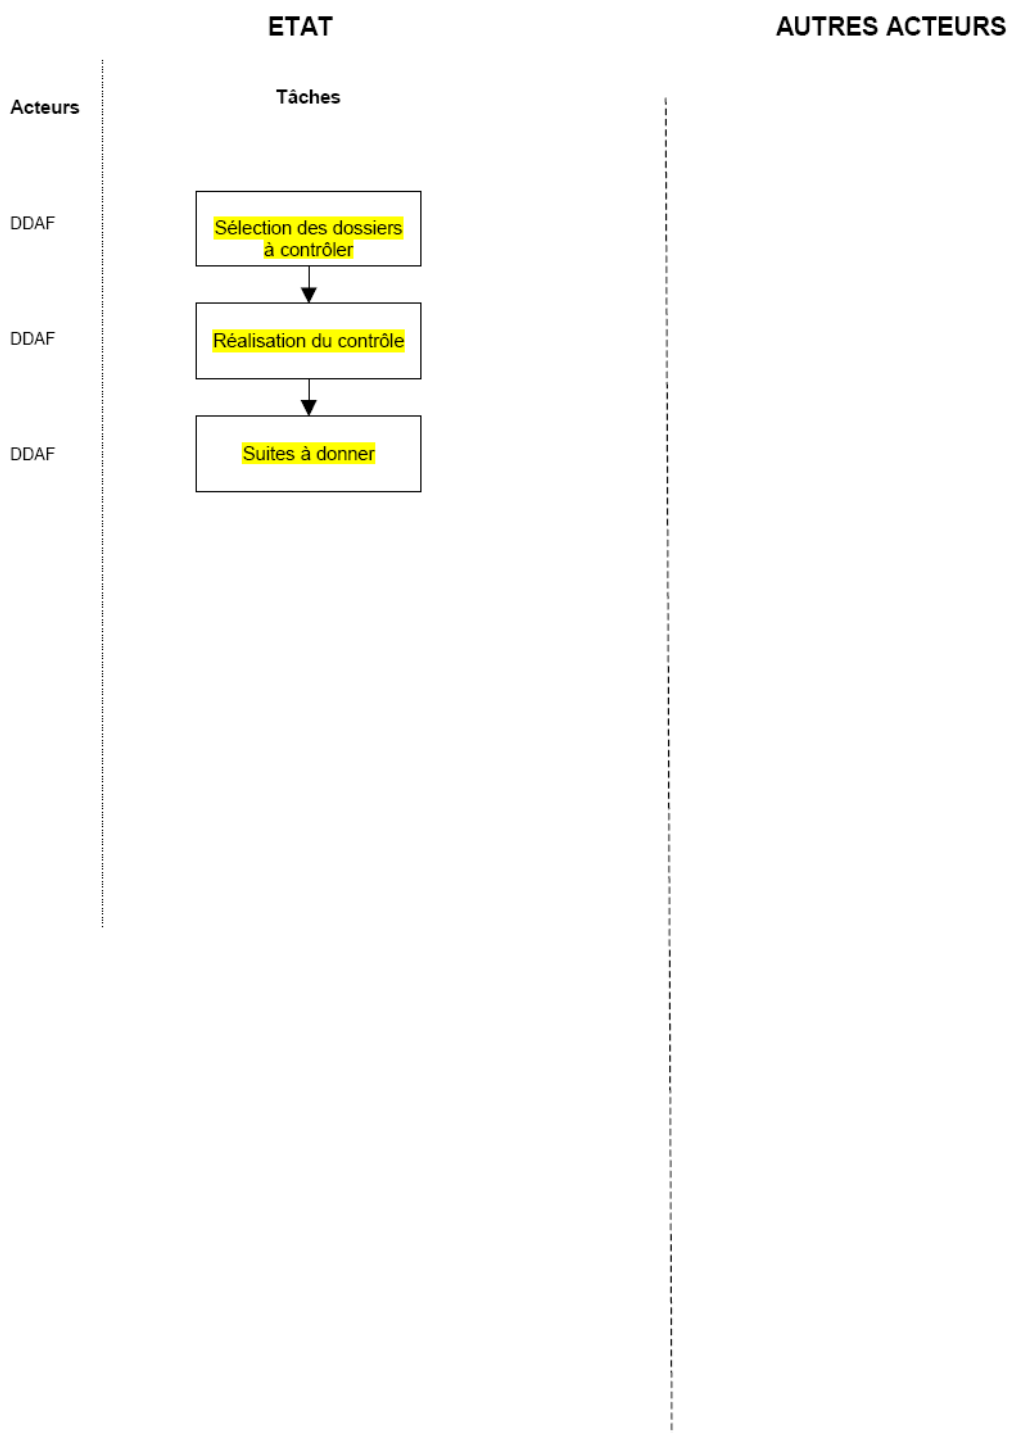 ETAT
AUTRES ACTEURS
Acteurs
Tâches
DDAF
Sélection des dossiers
à contrôler
DDAF
Réalisation du contrôle
DDAF
Suites à donner